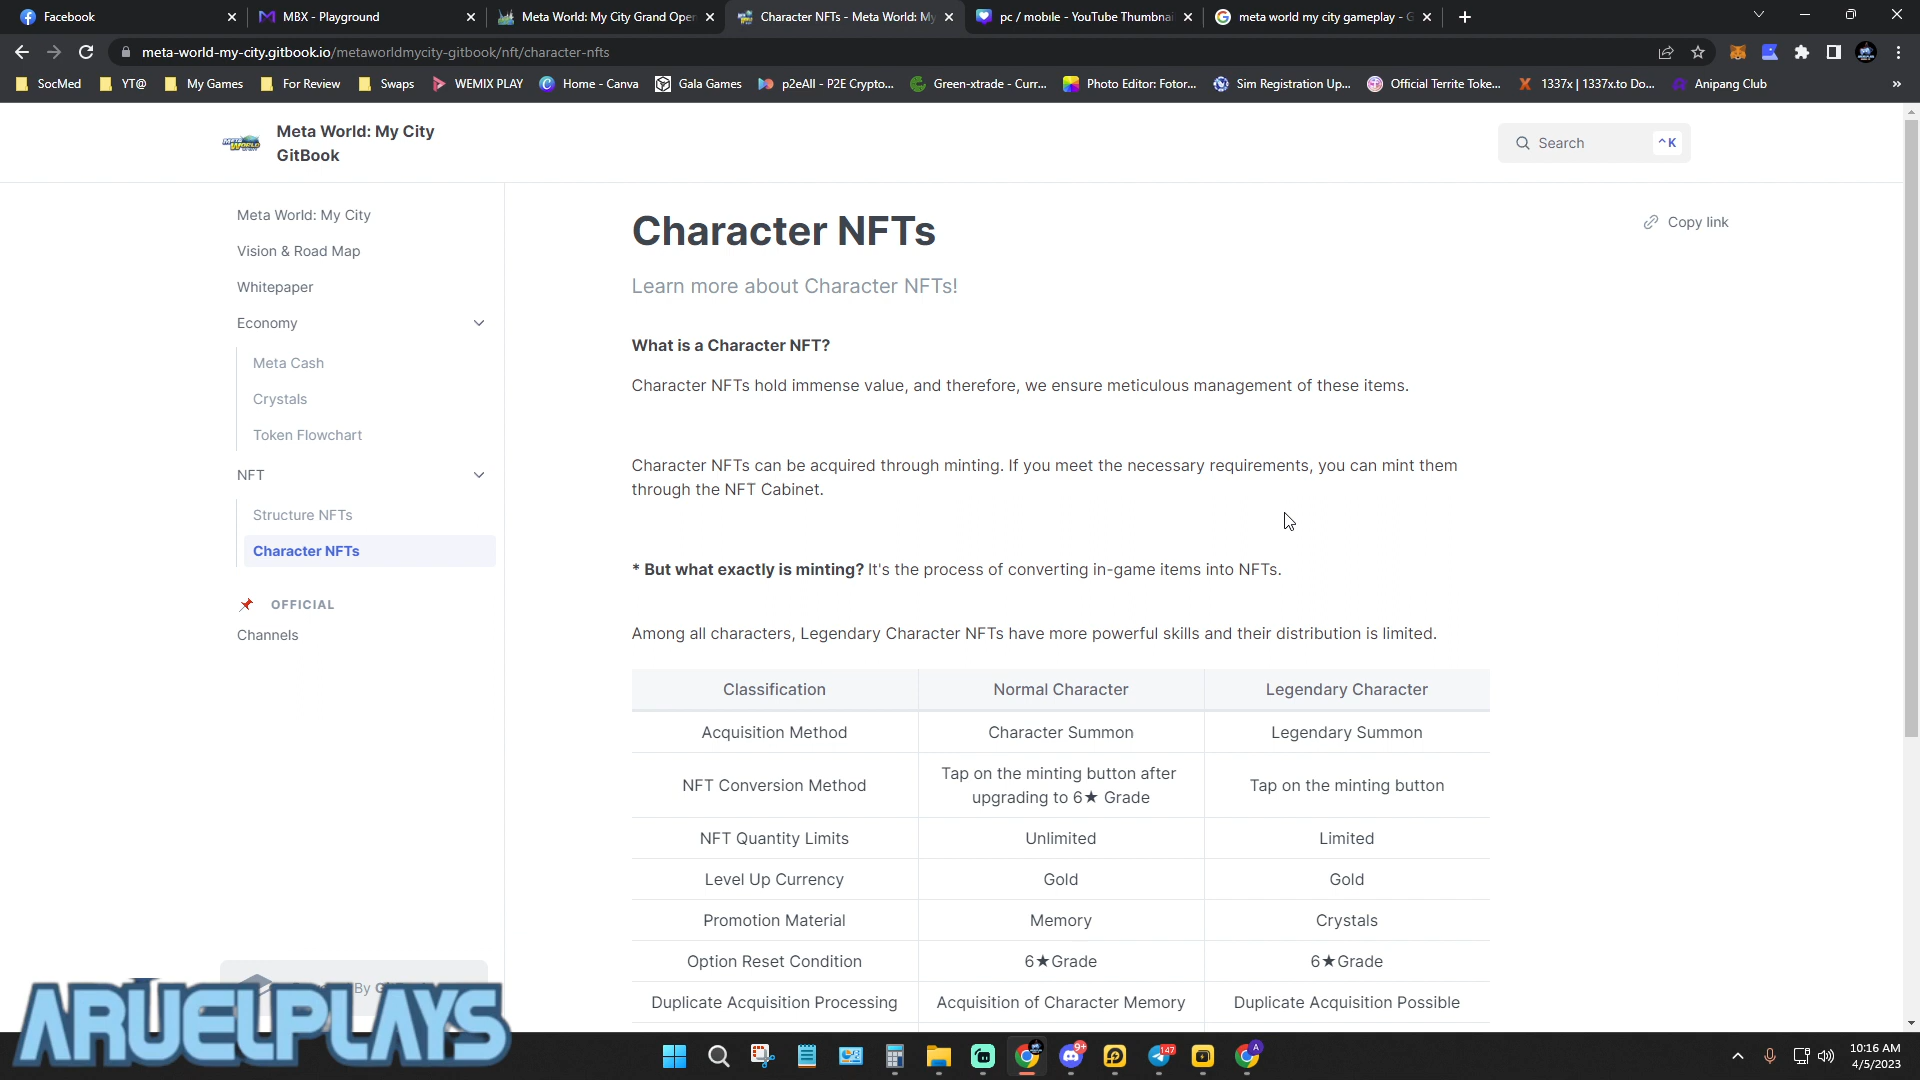 Facebook
MBX - Playground
Meta World: My City Grand Open
Character NFTs - Meta World: My
pc / mobile - YouTube Thumbnai
meta world my city gameplay - G
meta-world-my-city.gitbook.io/metaworldmycity-gitbook/nft/character-nfts
SocMed
YT@
My Games
For Review
Swaps
WEMIX PLAY
Home - Canva
Gala Games
p2eAll - P2E Crypto...
Green-xtrade - Curr...
Photo Editor: Fotor...
Sim Registration Up...
Official Territe Toke...
1337x | 1337x.to Do...
Anipang Club
»
META WORLD
Meta World: My City
GitBook
Search
^K
Meta World: My City
Vision & Road Map
Whitepaper
Economy
Meta Cash
Crystals
Token Flowchart
NFT
Structure NFTs
Character NFTs
OFFICIAL
Channels
Character NFTs
Copy link
Learn more about Character NFTs!
What is a Character NFT?
Character NFTs hold immense value, and therefore, we ensure meticulous management of these items.
Character NFTs can be acquired through minting. If you meet the necessary requirements, you can mint them
through the NFT Cabinet.
* But what exactly is minting? It's the process of converting in-game items into NFTs.
Among all characters, Legendary Character NFTs have more powerful skills and their distribution is limited.
Classification Normal Character Legendary Character
Acquisition Method Character Summon Legendary Summon
NFT Conversion Method Tap on the minting button after Tap on the minting button
upgrading to 6★ Grade
NFT Quantity Limits Unlimited Limited
Level Up Currency Gold Gold
Promotion Material Memory Crystals
Option Reset Condition 6★Grade 6★Grade
Duplicate Acquisition Processing Acquisition of Character Memory Duplicate Acquisition Possible
By G
ARUELPLAYS
9+
147
A
10:16 AM
4/5/2023